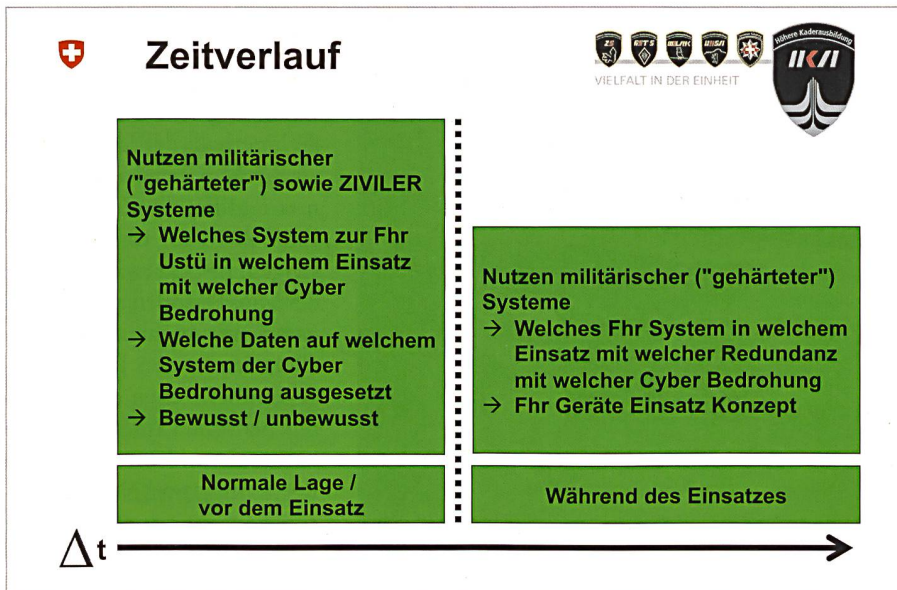 Zeitverlauf
ZS
GST S
MILAK
VIELFALT IN DER EINHEIT
Höhere Kaderausbildung
HKA
Nutzen militärischer
("gehärteter") sowie ZIVILER
Systeme
→ Welches System zur Fhr
Ustü in welchem Einsatz
mit welcher Cyber
Bedrohung
→ Welche Daten auf welchem
System der Cyber
Bedrohung ausgesetzt
→ Bewusst / unbewusst
Normale Lage /
vor dem Einsatz
Nutzen militärischer ("gehärteter")
Systeme
→ Welches Fhr System in welchem
Einsatz mit welcher Redundanz
mit welcher Cyber Bedrohung
→ Fhr Geräte Einsatz Konzept
Während des Einsatzes
Δt